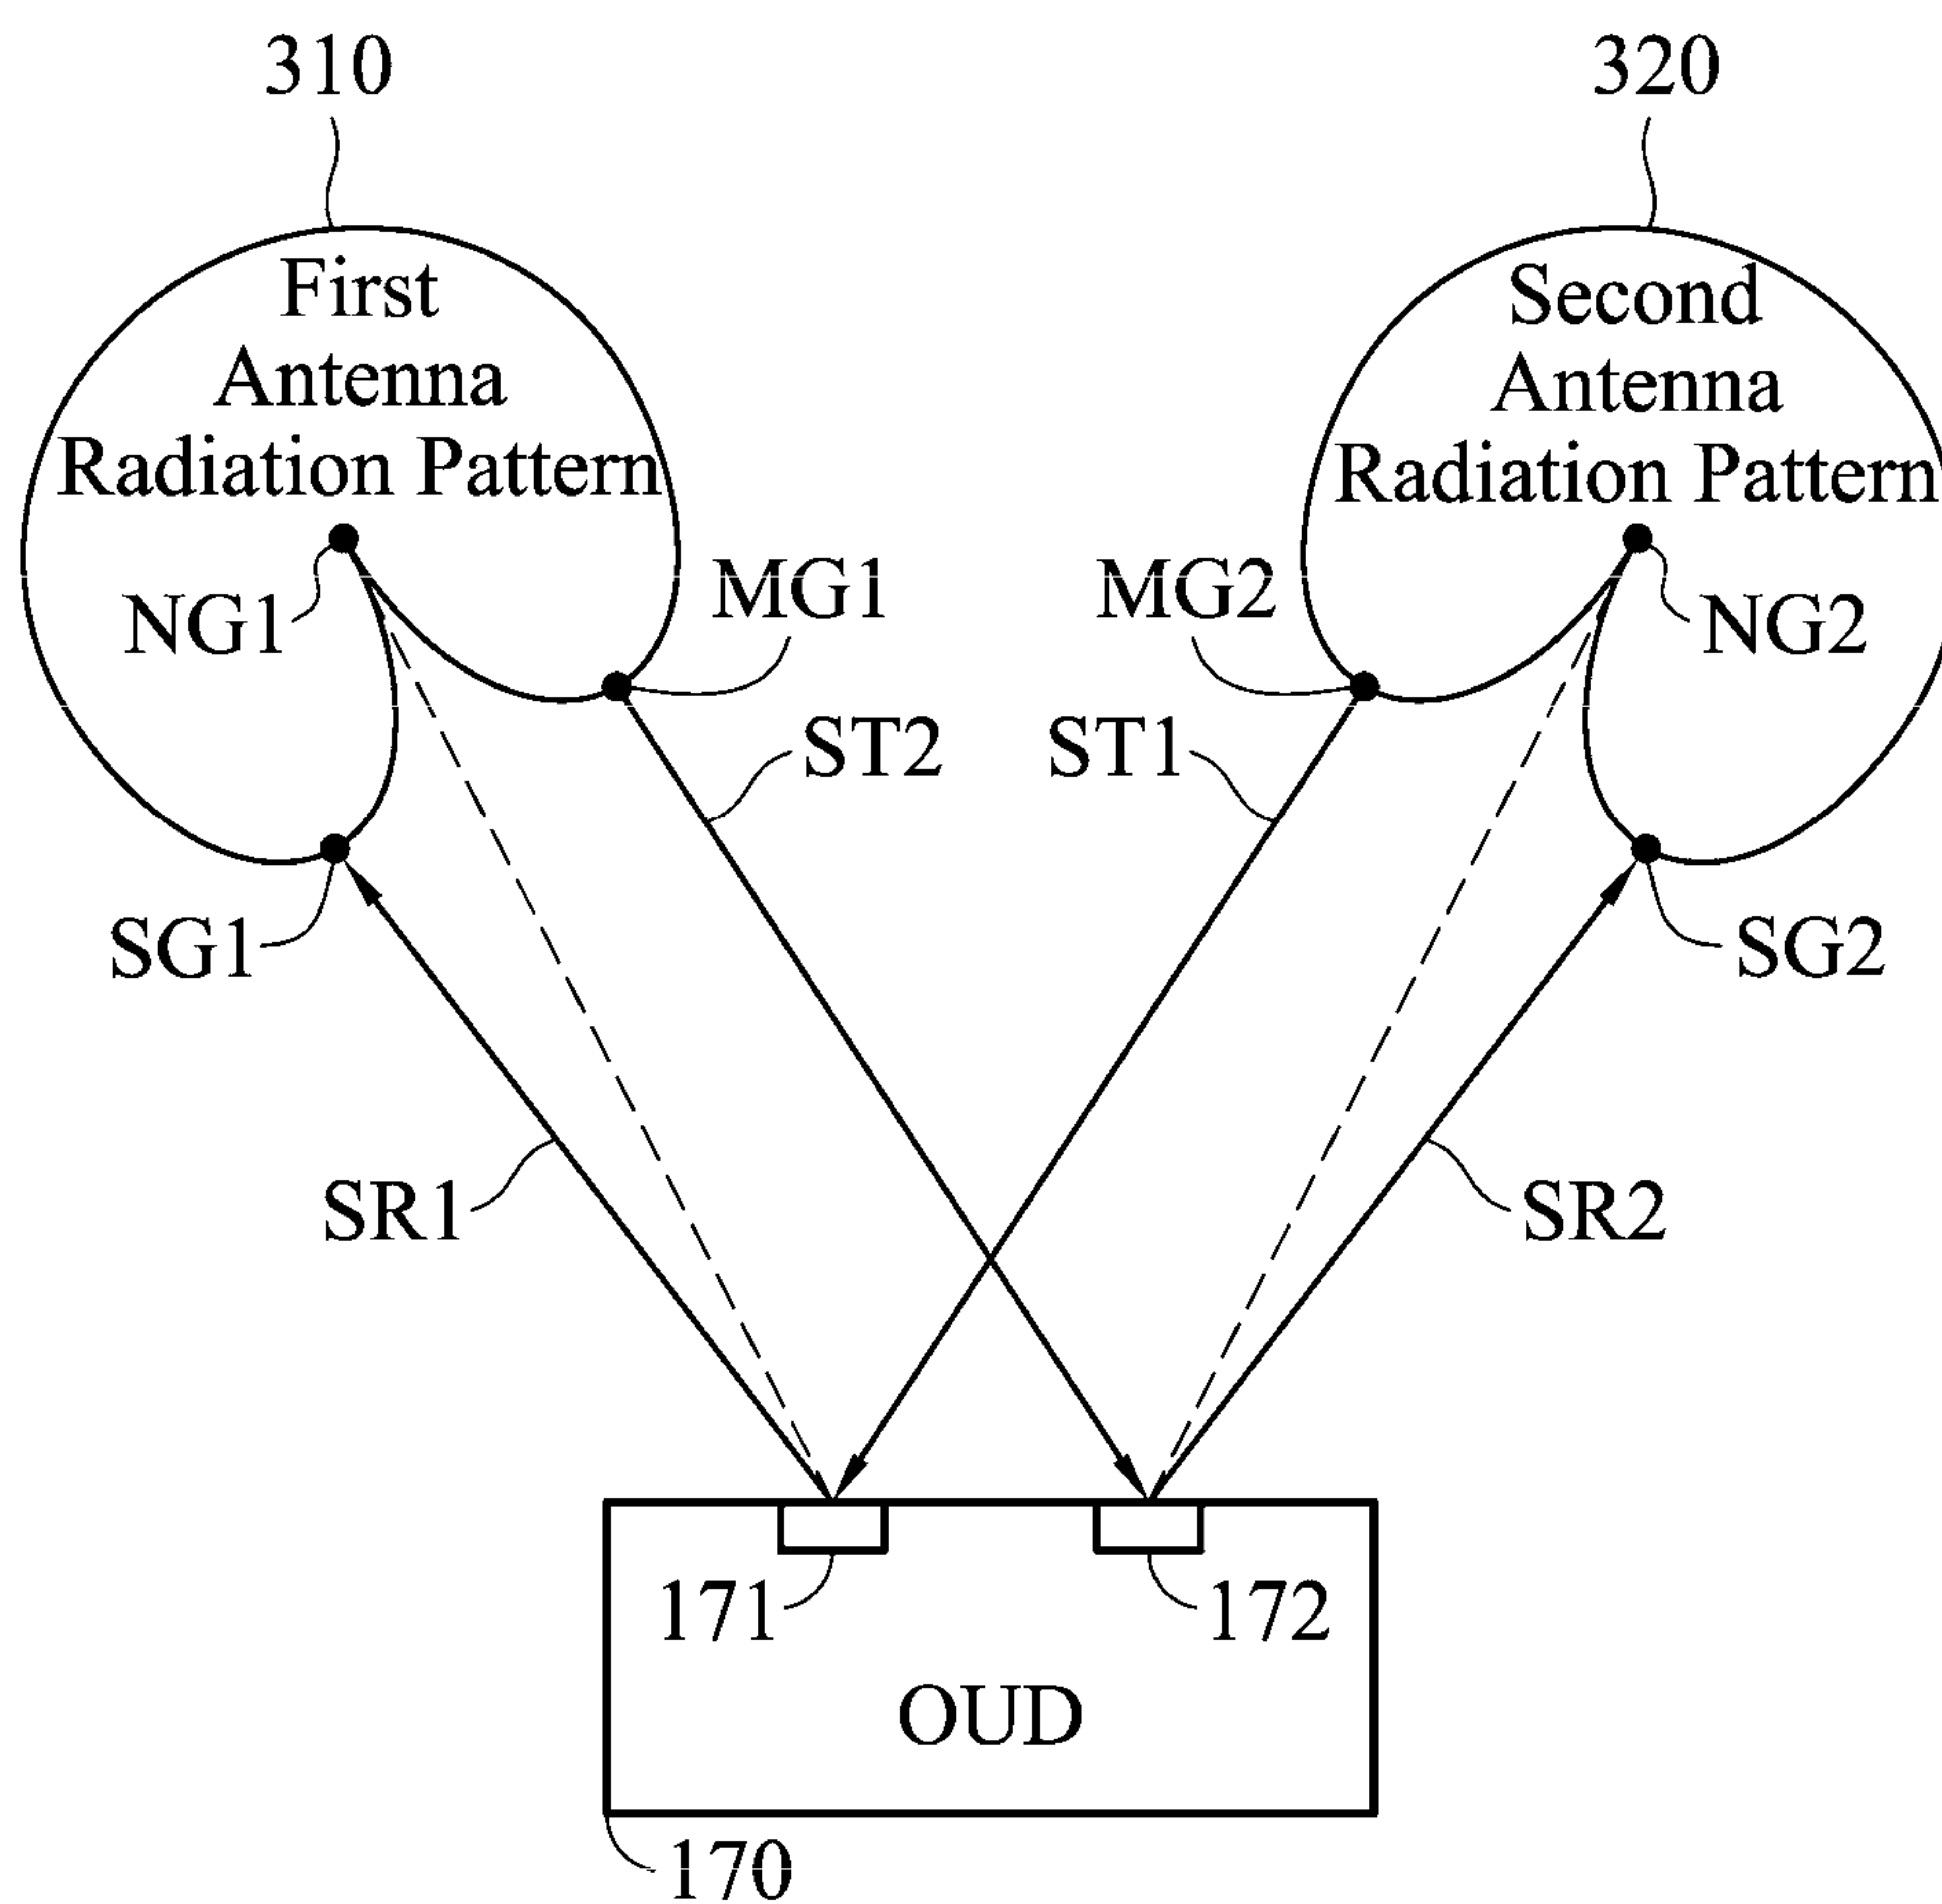 310
320
First
Antenna
Radiation Pattern
Second
Antenna
Radiation Pattern
NG1
MG1
MG2
NG2
ST2
ST1
SG1
SG2
SR1
SR2
171
172
OUD
170